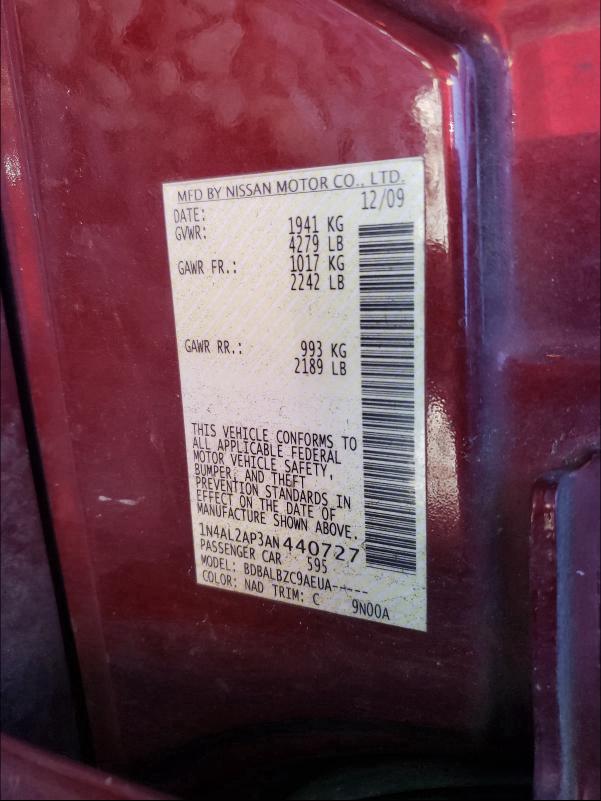 MFD BY NISSAN MOTOR CO., LTD.
DATE: 12/09
GVWR: 1941 KG
4279 LB
GAWR FR.: 1017 KG
2242 LB
GAWR RR.: 993 KG
2189 LB
THIS VEHICLE CONFORMS TO
ALL APPLICABLE FEDERAL
MOTOR VEHICLE SAFETY,
BUMPER, AND THEFT
PREVENTION STANDARDS IN
EFFECT ON THE DATE OF
MANUFACTURE SHOWN ABOVE.
1N4AL2AP3AN440727
PASSENGER CAR 595
MODEL: BDBALBZC9AEUA-----
COLOR: NAD TRIM: C 9N00A